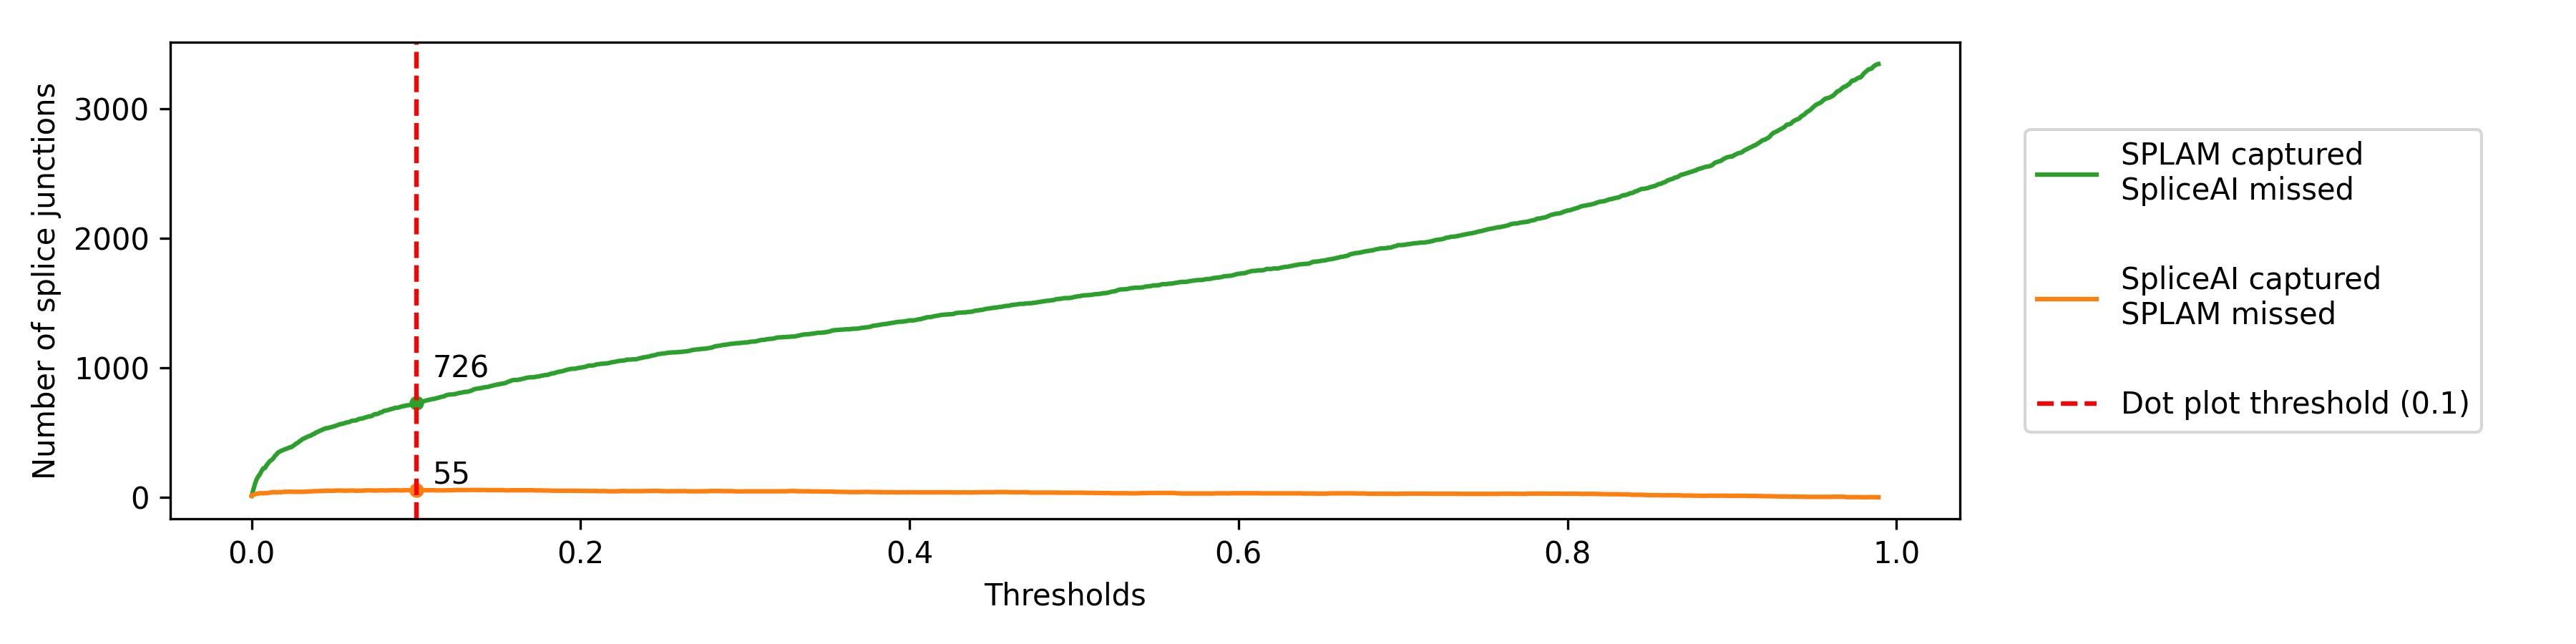 Number of splice junctions
3000
2000
1000
0
726
55
0.0
0.2
0.4
0.6
0.8
1.0
Thresholds
SPLAM captured
SpliceAI missed
SpliceAI captured
SPLAM missed
Dot plot threshold (0.1)